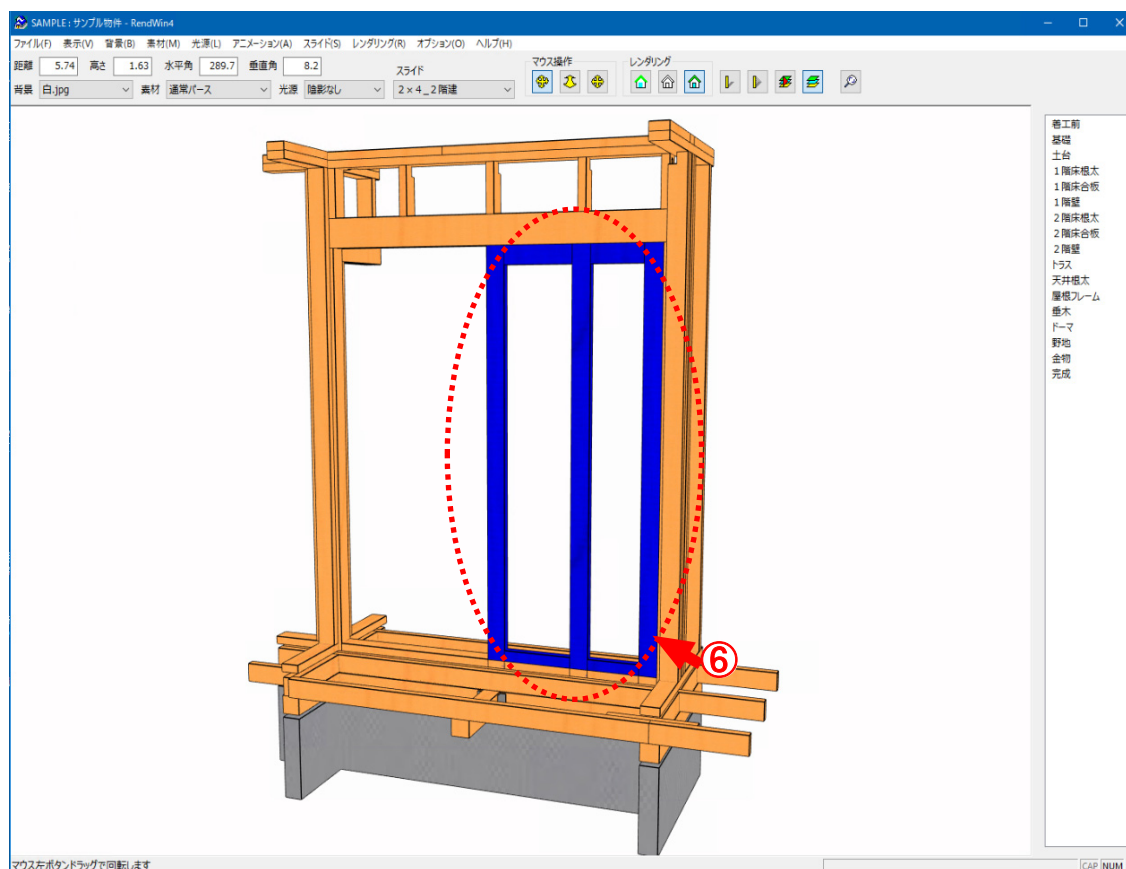 SAMPLE : サンプル物件 - RendWin4
ファイル(F) 表示(V) 背景(B) 素材(M) 光源(L) アニメーション(A) スライド(S) レンダリング(R) オプション(O) ヘルプ(H)
距離 5.74 高さ 1.63 水平角 289.7 垂直角 8.2 スライド マウス操作 レンダリング
背景 白.jpg 素材 通常パース 光源 陰影なし 2×4_2階建
着工前
基礎
土台
1階床根太
1階床合板
1階壁
2階床根太
2階床合板
2階壁
トラス
天井根太
屋根フレーム
垂木
ドーマ
野地
金物
完成
⑥
マウス左ボタンドラッグで回転します CAP NUM